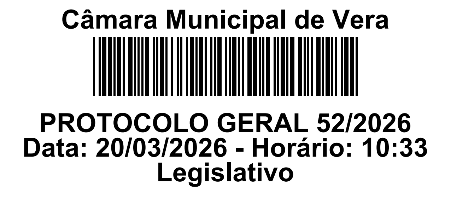 Câmara Municipal de Vera
PROTOCOLO GERAL 52/2026
Data: 20/03/2026 - Horário: 10:33
Legislativo